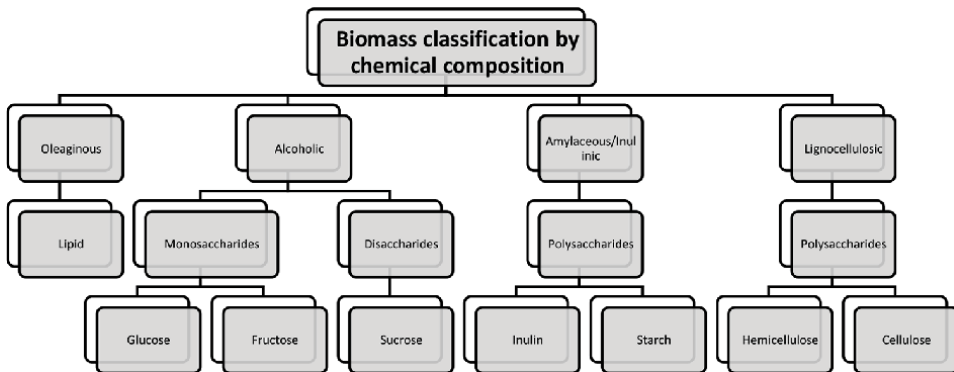 Biomass classification by
chemical composition
Oleaginous
Alcoholic
Amylaceous/Inul
inic
Lignocellulosic
Lipid
Monosaccharides
Disaccharides
Polysaccharides
Polysaccharides
Glucose
Fructose
Sucrose
Inulin
Starch
Hemicellulose
Cellulose